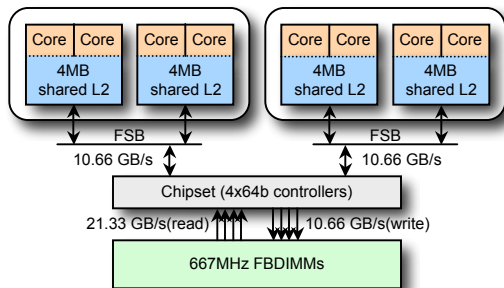 Core Core Core Core Core Core Core Core
4MB shared L2 4MB shared L2 4MB shared L2 4MB shared L2
FSB FSB
10.66 GB/s 10.66 GB/s
Chipset (4x64b controllers)
21.33 GB/s(read) 10.66 GB/s(write)
667MHz FBDIMMs